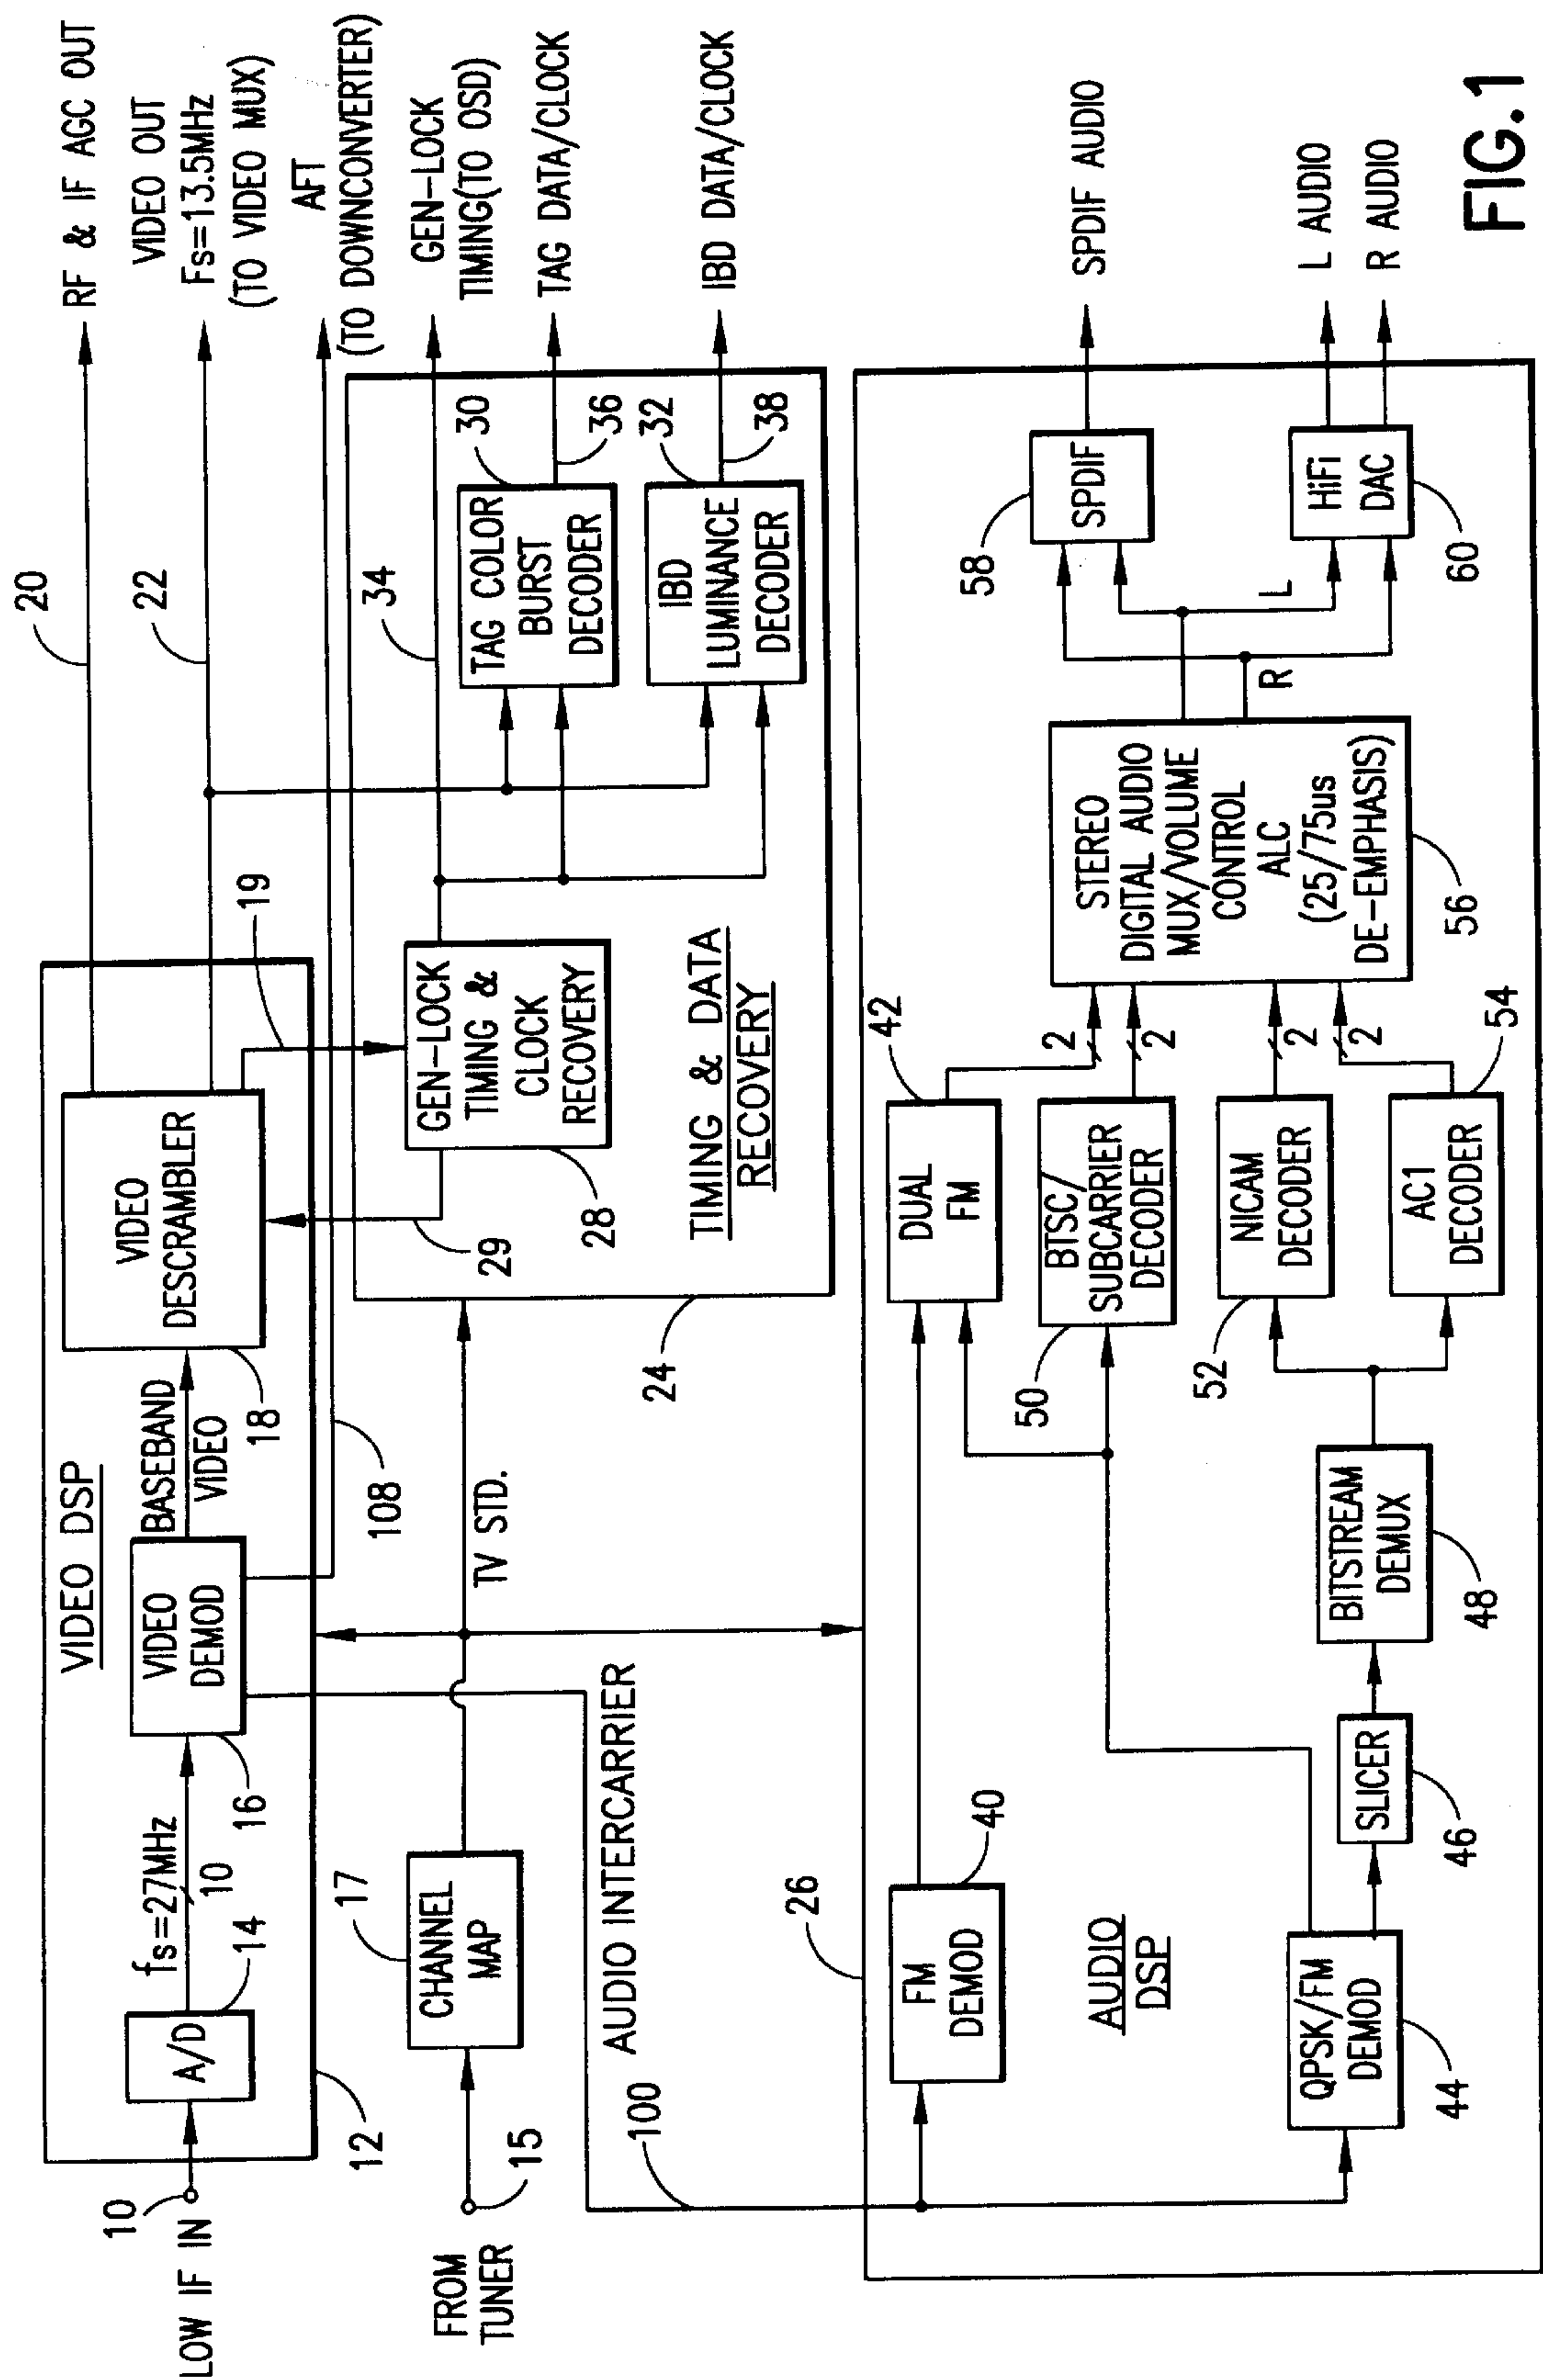 20
RF & IF AGC OUT
22
VIDEO OUT
Fs=13.5MHz
(TO VIDEO MUX)
AFT
(TO DOWNCONVERTER)
GEN-LOCK
TIMING(TO OSD)
TAG DATA/CLOCK
IBD DATA/CLOCK
VIDEO DSP
10
LOW IF IN
A/D
14
fs=27MHz
10
VIDEO
DEMOD
16
BASEBAND
VIDEO
VIDEO
DESCRAMBLER
18
19
12
108
FROM
TUNER
15
CHANNEL
MAP
17
TV STD.
AUDIO INTERCARRIER
100
24
29
28
GEN-LOCK
TIMING &
CLOCK
RECOVERY
TIMING & DATA
RECOVERY
34
TAG COLOR
BURST
DECODER
30
36
IBD
LUMINANCE
DECODER
32
38
26
AUDIO
DSP
FM
DEMOD
40
QPSK/FM
DEMOD
44
SLICER
46
BITSTREAM
DEMUX
48
DUAL
FM
42
BTSC/
SUBCARRIER
DECODER
50
NICAM
DECODER
52
AC1
DECODER
54
2
2
2
2
STEREO
DIGITAL AUDIO
MUX/VOLUME
CONTROL
ALC
(25/75us
DE-EMPHASIS)
56
R
L
SPDIF
58
HiFi
DAC
60
SPDIF AUDIO
L AUDIO
R AUDIO
FIG.1